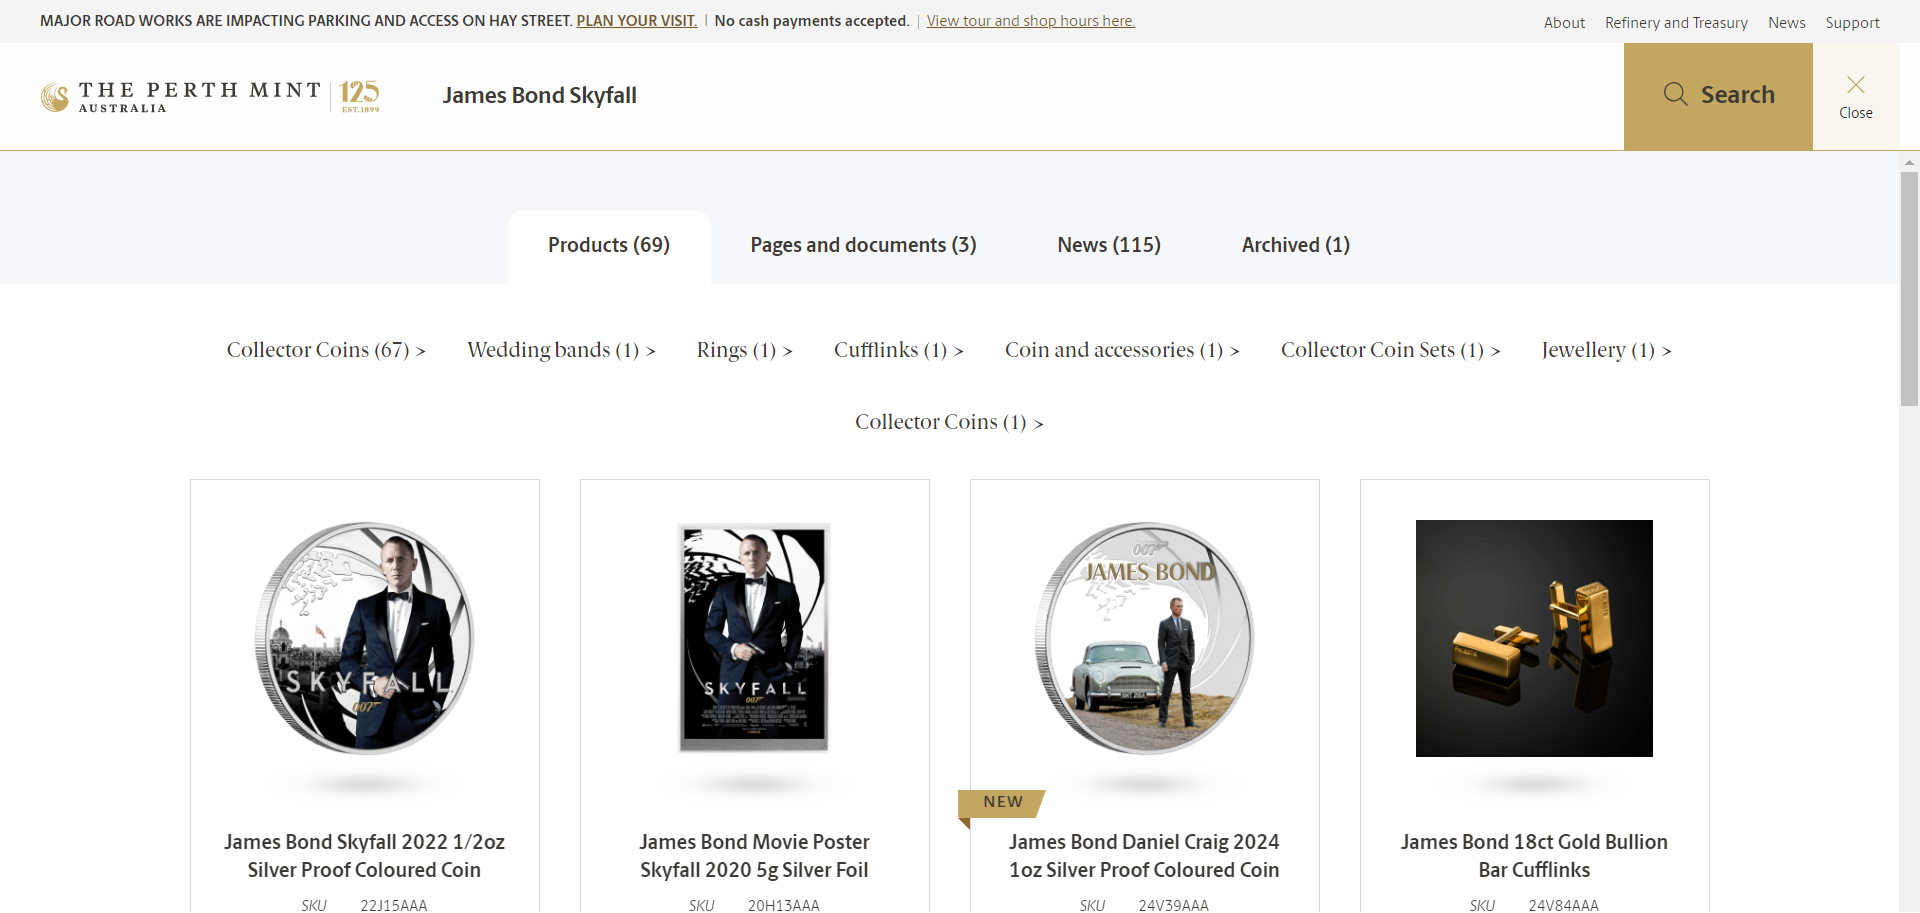 MAJOR ROAD WORKS ARE IMPACTING PARKING AND ACCESS ON HAY STREET. PLAN YOUR VISIT. | No cash payments accepted. | View tour and shop hours here.
About Refinery and Treasury News Support
THE PERTH MINT
AUSTRALIA
125
EST.1899
James Bond Skyfall
Search
Close
Products (69) Pages and documents (3) News (115) Archived (1)
Collector Coins (67) > Wedding bands (1) > Rings (1) > Cufflinks (1) > Coin and accessories (1) > Collector Coin Sets (1) > Jewellery (1) >
Collector Coins (1) >
SKYFALL
007
SKYFALL
007
007
JAMES BOND
NEW
James Bond Skyfall 2022 1/2oz
Silver Proof Coloured Coin
SKU 22J15AAA
James Bond Movie Poster
Skyfall 2020 5g Silver Foil
SKU 20H13AAA
James Bond Daniel Craig 2024
1oz Silver Proof Coloured Coin
SKU 24V39AAA
James Bond 18ct Gold Bullion
Bar Cufflinks
SKU 24V84AAA